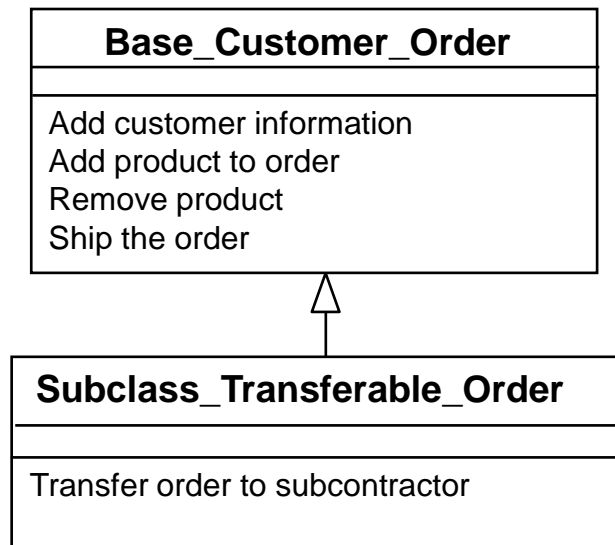 Base_Customer_Order
Add customer information
Add product to order
Remove product
Ship the order
Subclass_Transferable_Order
Transfer order to subcontractor